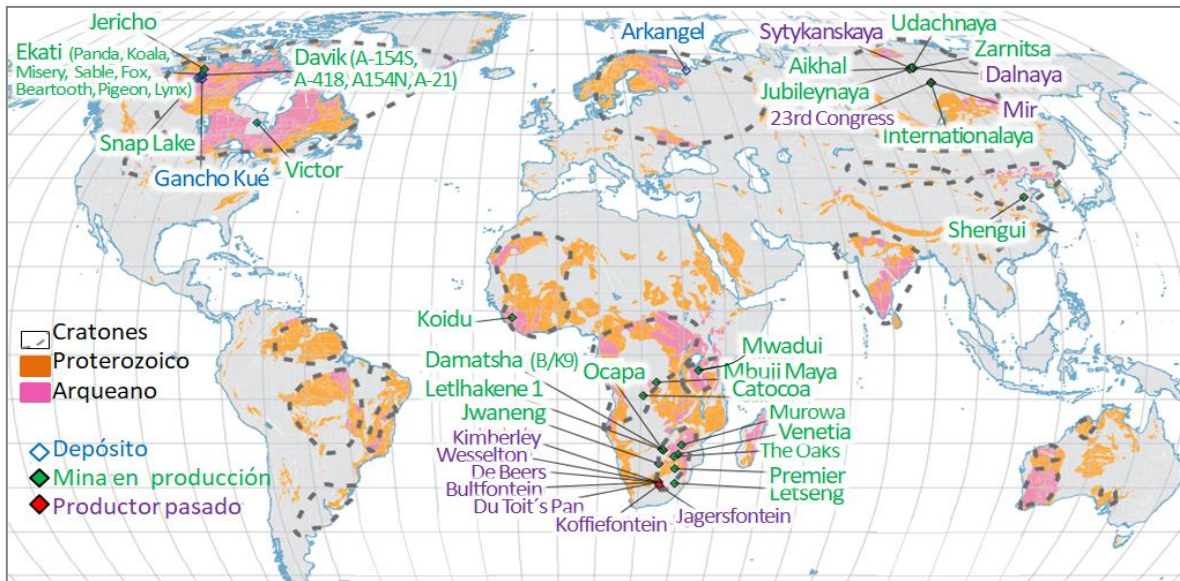 Jericho
Ekati (Panda, Koala,
Misery, Sable, Fox,
Beartooth, Pigeon, Lynx)
Davik (A-154S,
A-418, A154N, A-21)
Snap Lake
Gancho Kué
Victor
Arkangel
Sytykanskaya
Udachnaya
Zarnitsa
Aikhal
Dalnaya
Jubileynaya
Mir
23rd Congress
Internationalaya
Shengui
Koidu
Damatsha (B/K9)
Ocapa
Mwadui
Mbuji Maya
Catocoa
Letlhakene 1
Jwaneng
Murowa
Venetia
Kimberley
The Oaks
Wesselton
De Beers
Premier
Bultfontein
Letseng
Du Toit´s Pan
Koffiefontein
Jagersfontein
Cratones
Proterozoico
Arqueano
Depósito
Mina en producción
Productor pasado